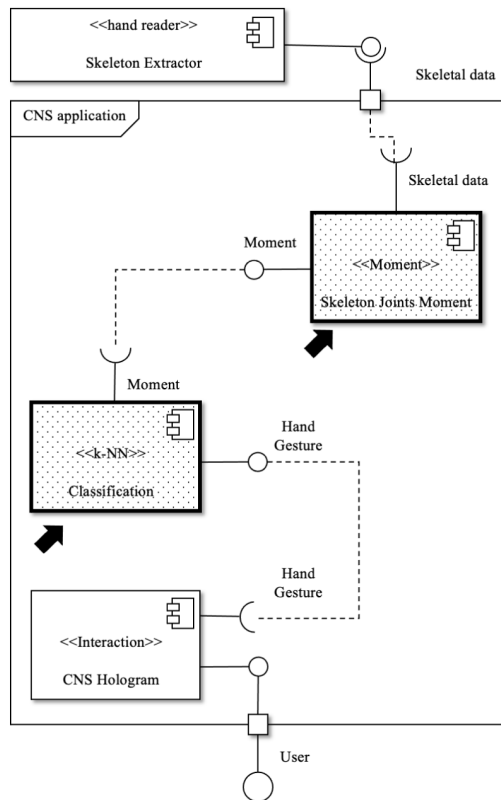 <<hand reader>>
Skeleton Extractor
Skeletal data
CNS application
Skeletal data
Moment
<<Moment>>
Skeleton Joints Moment
Moment
Hand
Gesture
<<k-NN>>
Classification
Hand
Gesture
<<Interaction>>
CNS Hologram
User